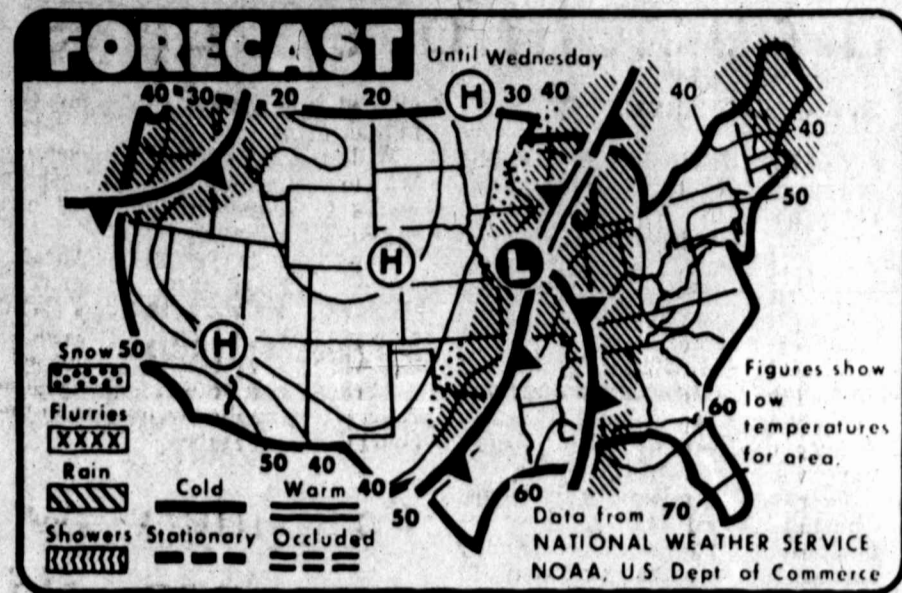 FORECAST
Until Wednesday
40 30 20 20 H 30 40 40
40
50
H
L
H
50
Snow
Flurries
XXXX
Rain
Showers
Cold
Stationary
Warm
Occluded
50 40
40
50
60
60
70
Figures show
low
temperatures
for area.
Data from
NATIONAL WEATHER SERVICE
NOAA, U.S. Dept. of Commerce